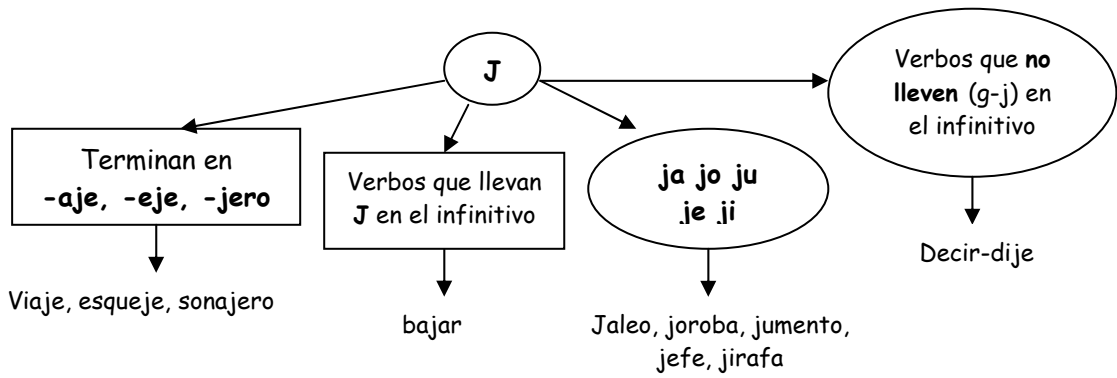 J
Terminan en
-aje, -eje, -jero
Viaje, esqueje, sonajero
Verbos que llevan
J en el infinitivo
bajar
ja jo ju
je ji
Jaleo, joroba, jumento,
jefe, jirafa
Verbos que no
lleven (g-j) en
el infinitivo
Decir-dije